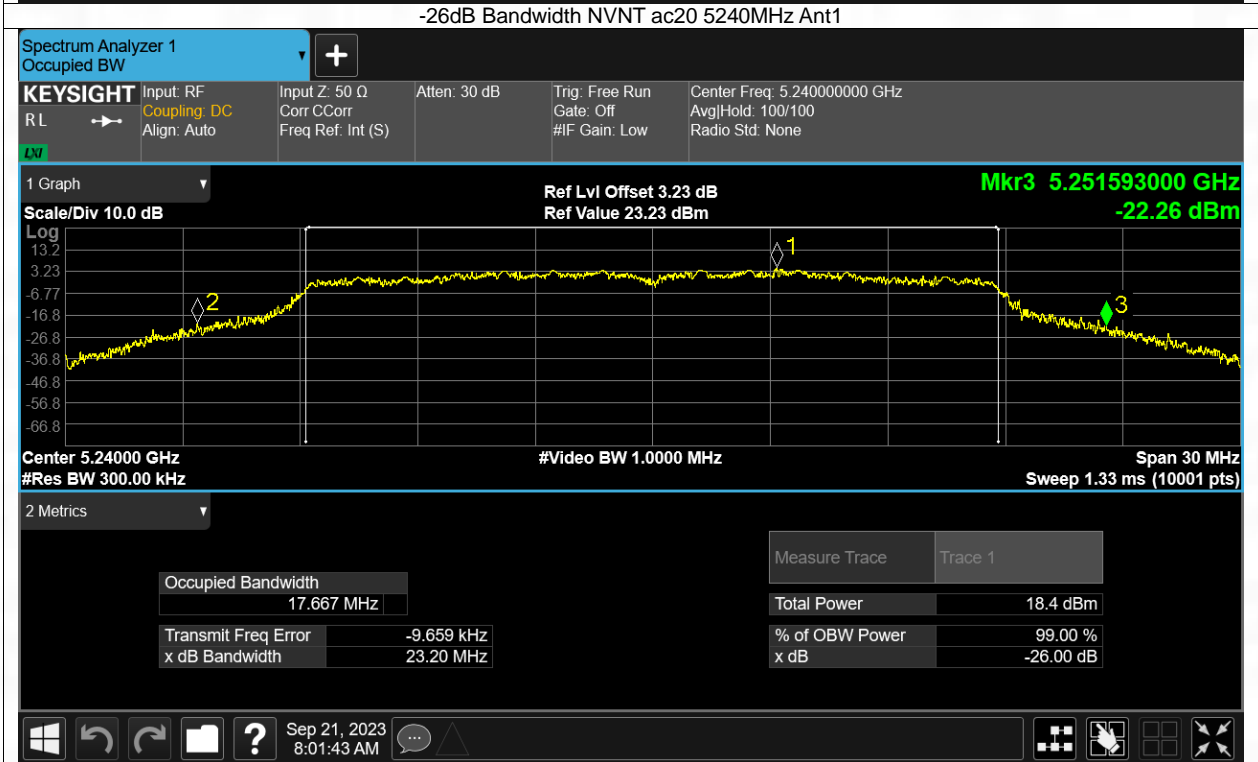 -26dB Bandwidth NVNT ac20 5240MHz Ant1
Spectrum Analyzer 1
Occupied BW
+
KEYSIGHT
RL
LXI
Input: RF
Coupling: DC
Align: Auto
Input Z: 50 Ω
Corr CCorr
Freq Ref: Int (S)
Atten: 30 dB
Trig: Free Run
Gate: Off
#IF Gain: Low
Center Freq: 5.240000000 GHz
Avg|Hold: 100/100
Radio Std: None
1 Graph
Scale/Div 10.0 dB
Ref Lvl Offset 3.23 dB
Ref Value 23.23 dBm
Mkr3 5.251593000 GHz
-22.26 dBm
Log
13.2
3.23
-6.77
-16.8
-26.8
-36.8
-46.8
-56.8
-66.8
1
2
3
Center 5.24000 GHz
#Res BW 300.00 kHz
#Video BW 1.0000 MHz
Span 30 MHz
Sweep 1.33 ms (10001 pts)
2 Metrics
Measure Trace Trace 1
Occupied Bandwidth
17.667 MHz
Total Power 18.4 dBm
Transmit Freq Error -9.659 kHz
% of OBW Power 99.00 %
x dB Bandwidth 23.20 MHz
x dB -26.00 dB
?
Sep 21, 2023
8:01:43 AM